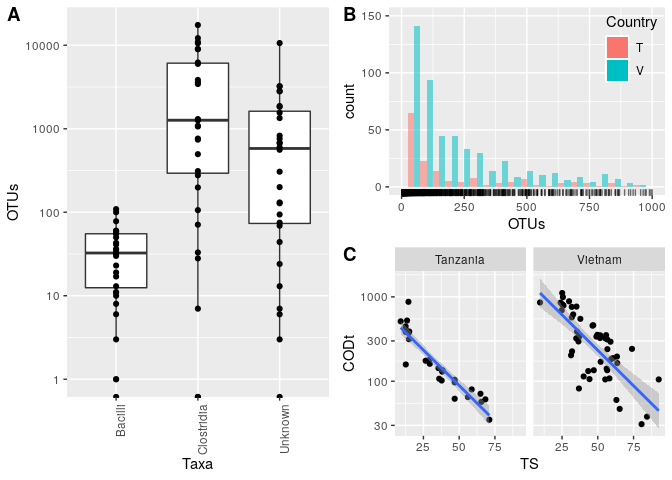 A
OTUs
10000
1000
100
10
1
Bacilli
Clostridia
Unknown
Taxa
B
count
150
100
50
0
Country
T
V
0
250
500
750
1000
OTUs
C
Tanzania
Vietnam
CODt
1000
300
100
30
25
50
75
25
50
75
TS